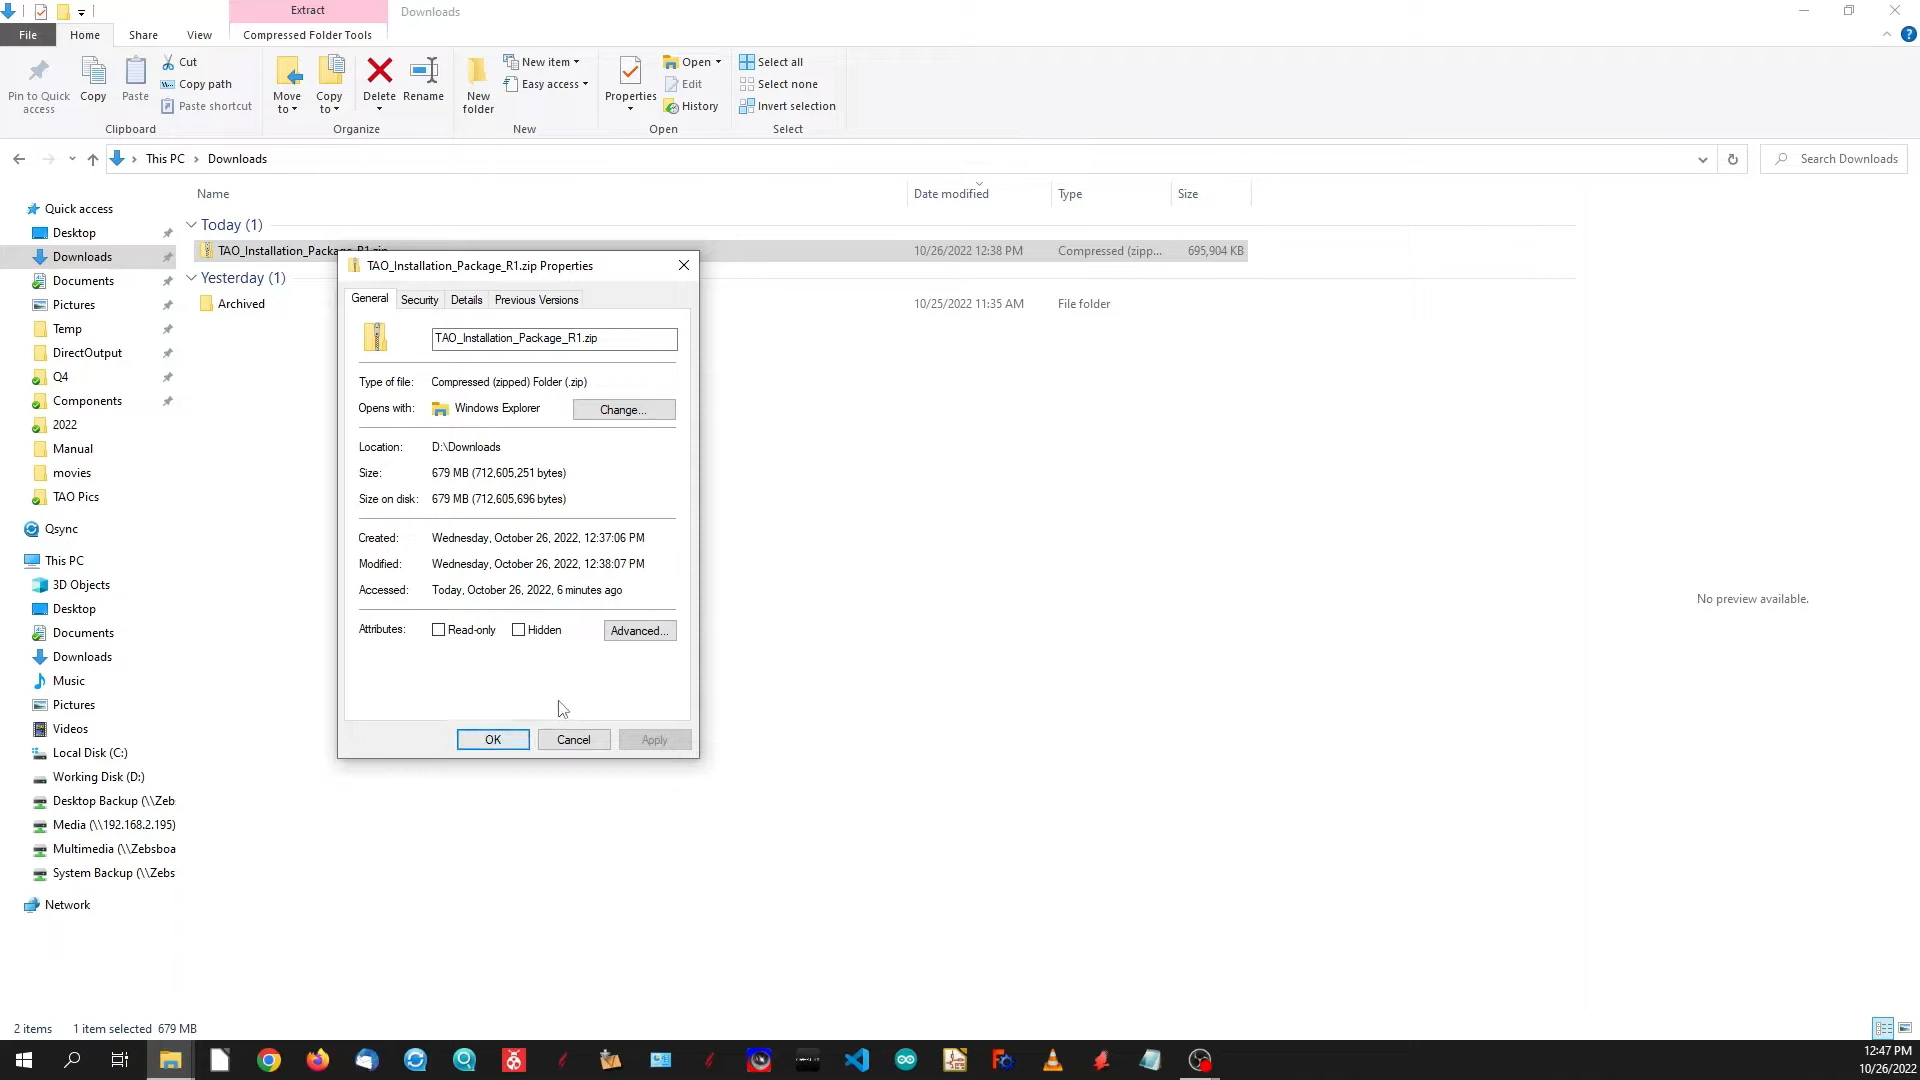 Extract
Downloads
File
Home
Share
View
Compressed Folder Tools
Pin to Quick access
Copy
Paste
Cut
Copy path
Paste shortcut
Clipboard
Move to
Copy to
Delete
Rename
Organize
New folder
New item
Easy access
New
Properties
Open
Edit
History
Open
Select all
Select none
Invert selection
Select
This PC
Downloads
Search Downloads
Name
Date modified
Type
Size
Today (1)
TAO_Installation_Package_R1.zip
10/26/2022 12:38 PM
Compressed (zipp...
695,904 KB
Yesterday (1)
Archived
10/25/2022 11:35 AM
File folder
Quick access
Desktop
Downloads
Documents
Pictures
Temp
DirectOutput
Q4
Components
2022
Manual
movies
TAO Pics
Qsync
This PC
3D Objects
Desktop
Documents
Downloads
Music
Pictures
Videos
Local Disk (C:)
Working Disk (D:)
Desktop Backup (\\Zeb
Media (\\192.168.2.195)
Multimedia (\\Zebsboa
System Backup (\\Zebs
Network
TAO_Installation_Package_R1.zip Properties
General
Security
Details
Previous Versions
TAO_Installation_Package_R1.zip
Type of file: Compressed (zipped) Folder (.zip)
Opens with: Windows Explorer
Change...
Location: D:\Downloads
Size: 679 MB (712,605,251 bytes)
Size on disk: 679 MB (712,605,696 bytes)
Created: Wednesday, October 26, 2022, 12:37:06 PM
Modified: Wednesday, October 26, 2022, 12:38:07 PM
Accessed: Today, October 26, 2022, 6 minutes ago
Attributes: Read-only Hidden
Advanced...
OK
Cancel
Apply
No preview available.
2 items 1 item selected 679 MB
12:47 PM
10/26/2022